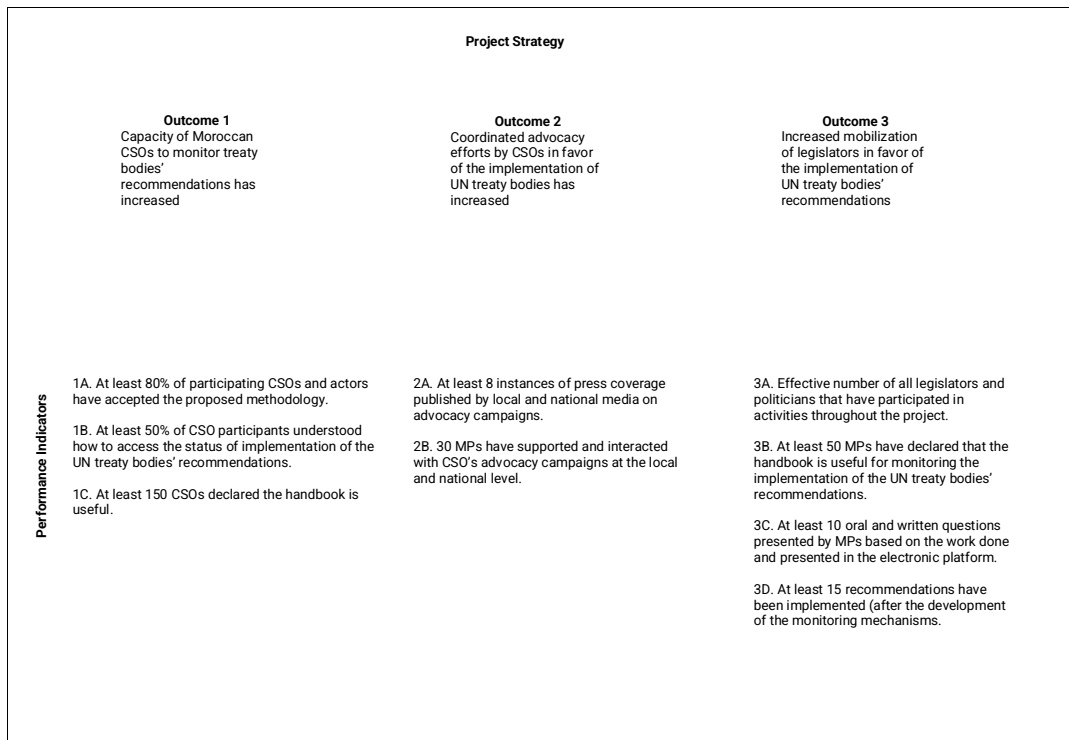 Project Strategy
Outcome 1
Capacity of Moroccan
CSOs to monitor treaty
bodies’
recommendations has
increased
Outcome 2
Coordinated advocacy
efforts by CSOs in favor
of the implementation of
UN treaty bodies has
increased
Outcome 3
Increased mobilization
of legislators in favor of
the implementation of
UN treaty bodies’
recommendations
Performance Indicators
1A. At least 80% of participating CSOs and actors
have accepted the proposed methodology.
1B. At least 50% of CSO participants understood
how to access the status of implementation of the
UN treaty bodies’ recommendations.
1C. At least 150 CSOs declared the handbook is
useful.
2A. At least 8 instances of press coverage
published by local and national media on
advocacy campaigns.
2B. 30 MPs have supported and interacted
with CSO’s advocacy campaigns at the local
and national level.
3A. Effective number of all legislators and
politicians that have participated in
activities throughout the project.
3B. At least 50 MPs have declared that the
handbook is useful for monitoring the
implementation of the UN treaty bodies’
recommendations.
3C. At least 10 oral and written questions
presented by MPs based on the work done
and presented in the electronic platform.
3D. At least 15 recommendations have
been implemented (after the development
of the monitoring mechanisms.